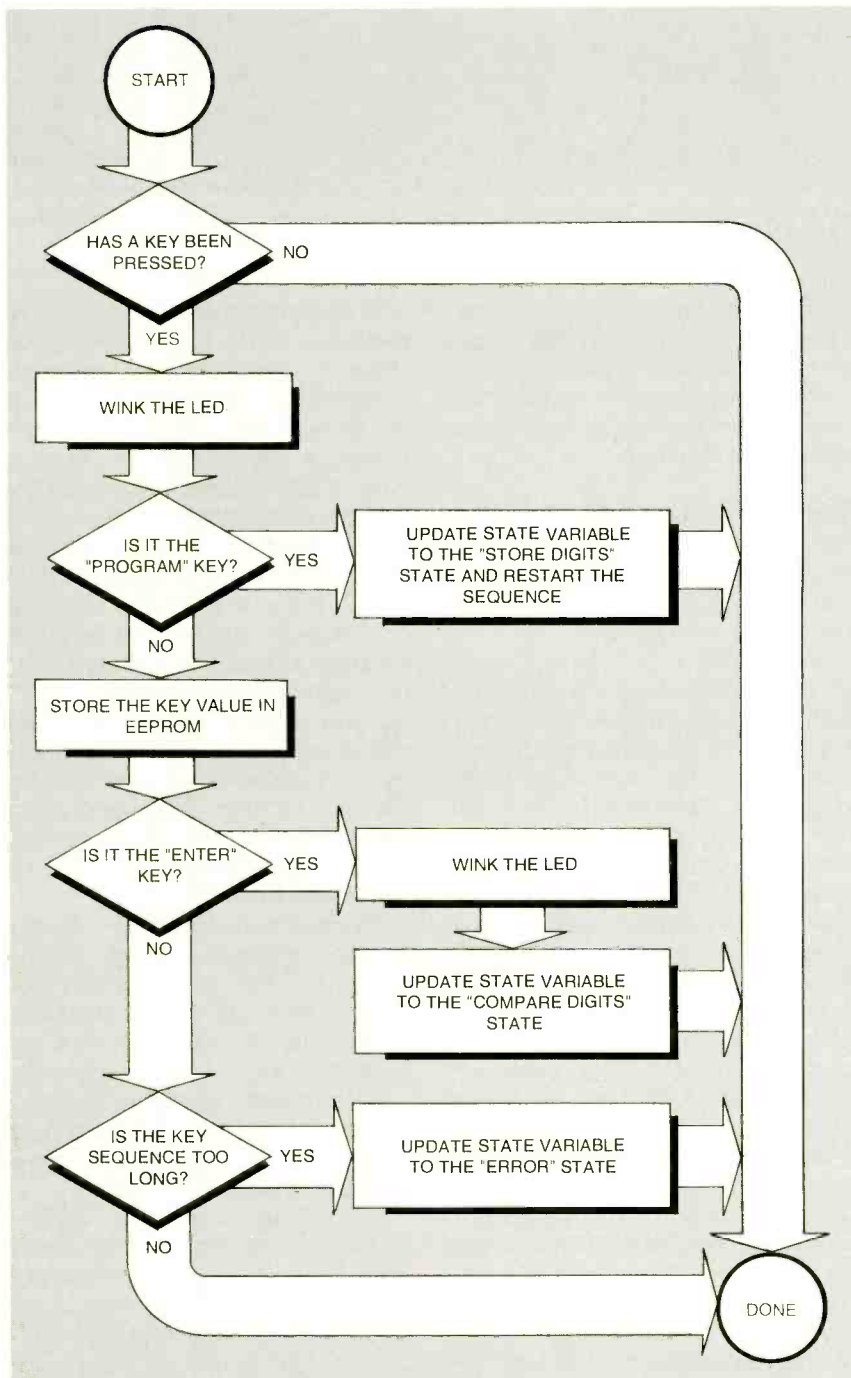 START
HAS A KEY BEEN
PRESSED?
NO
YES
WINK THE LED
IS IT THE
"PROGRAM" KEY?
YES
UPDATE STATE VARIABLE
TO THE "STORE DIGITS"
STATE AND RESTART THE
SEQUENCE
NO
STORE THE KEY VALUE IN
EEPROM
IS IT THE "ENTER"
KEY?
YES
WINK THE LED
NO
UPDATE STATE VARIABLE
TO THE "COMPARE DIGITS"
STATE
IS THE KEY
SEQUENCE TOO
LONG?
YES
UPDATE STATE VARIABLE
TO THE "ERROR" STATE
NO
DONE